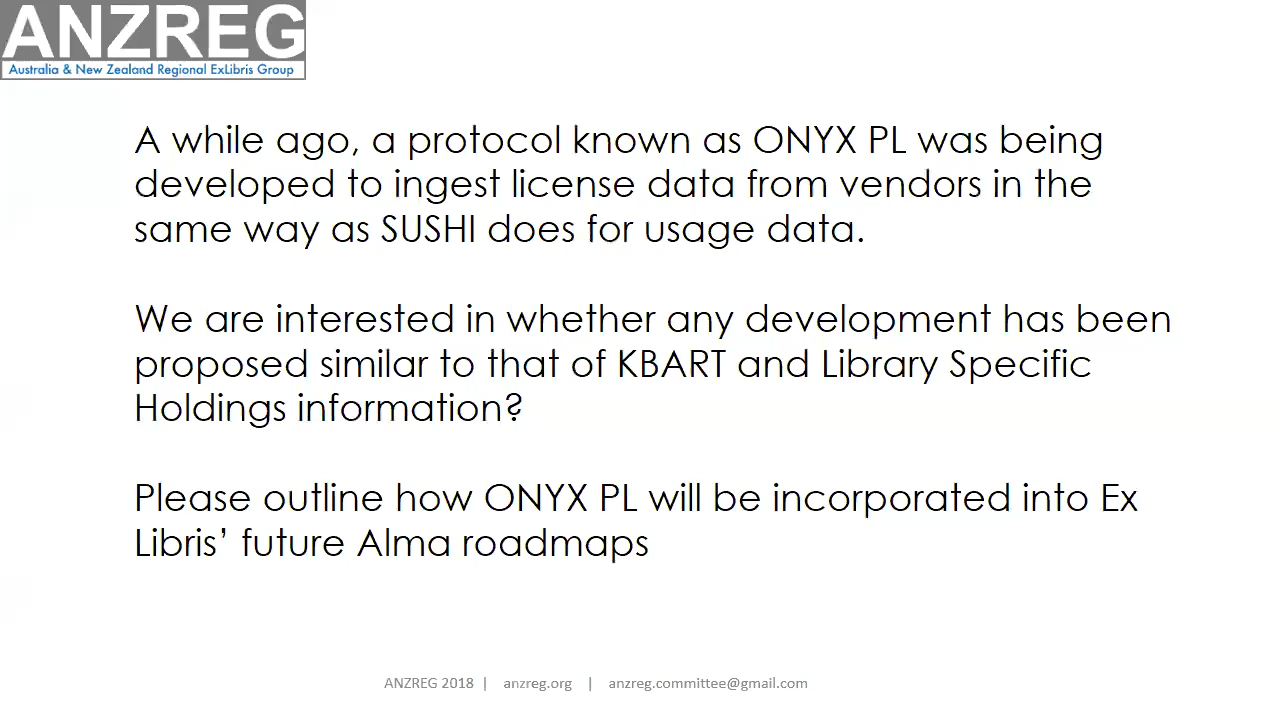 ANZREG
Australia & New Zealand Regional ExLibris Group
A while ago, a protocol known as ONYX PL was being
developed to ingest license data from vendors in the
same way as SUSHI does for usage data.
We are interested in whether any development has been
proposed similar to that of KBART and Library Specific
Holdings information?
Please outline how ONYX PL will be incorporated into Ex
Libris’ future Alma roadmaps
ANZREG 2018 | anzreg.org | anzreg.committee@gmail.com